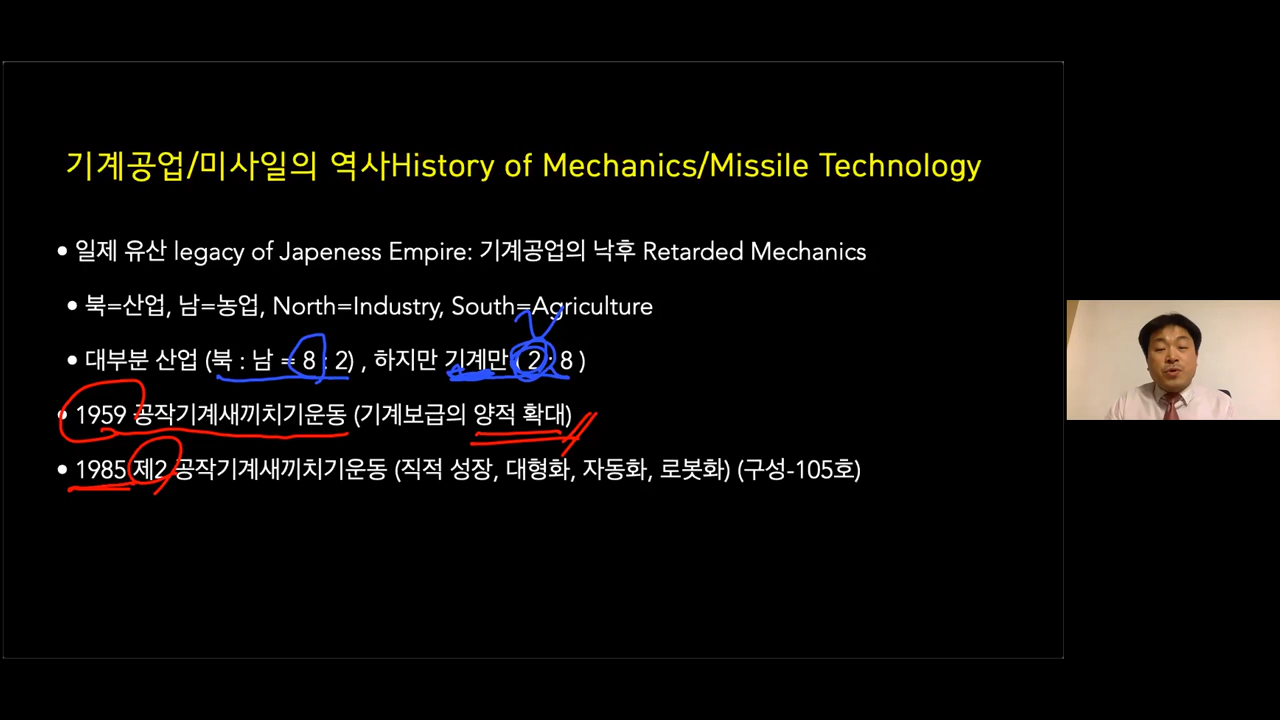 기계공업/미사일의 역사History of Mechanics/Missile Technology
• 일제 유산 legacy of Japeness Empire: 기계공업의 낙후 Retarded Mechanics
• 북=산업, 남=농업, North=Industry, South=Agriculture
• 대부분 산업 (북 : 남 = 8 : 2) , 하지만 기계만 ( 2 : 8 )
• 1959 공작기계새끼치기운동 (기계보급의 양적 확대)
• 1985 제2 공작기계새끼치기운동 (직적 성장, 대형화, 자동화, 로봇화) (구성-105호)